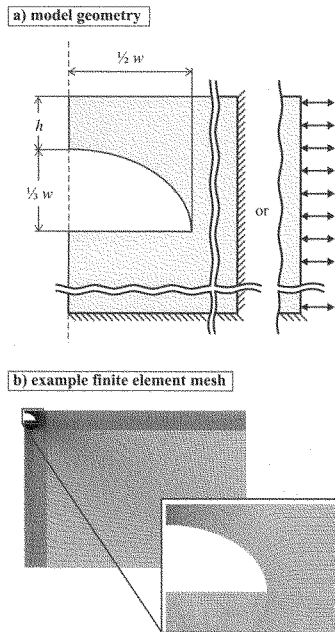 a) model geometry
½ w
h
⅓ w
or
b) example finite element mesh